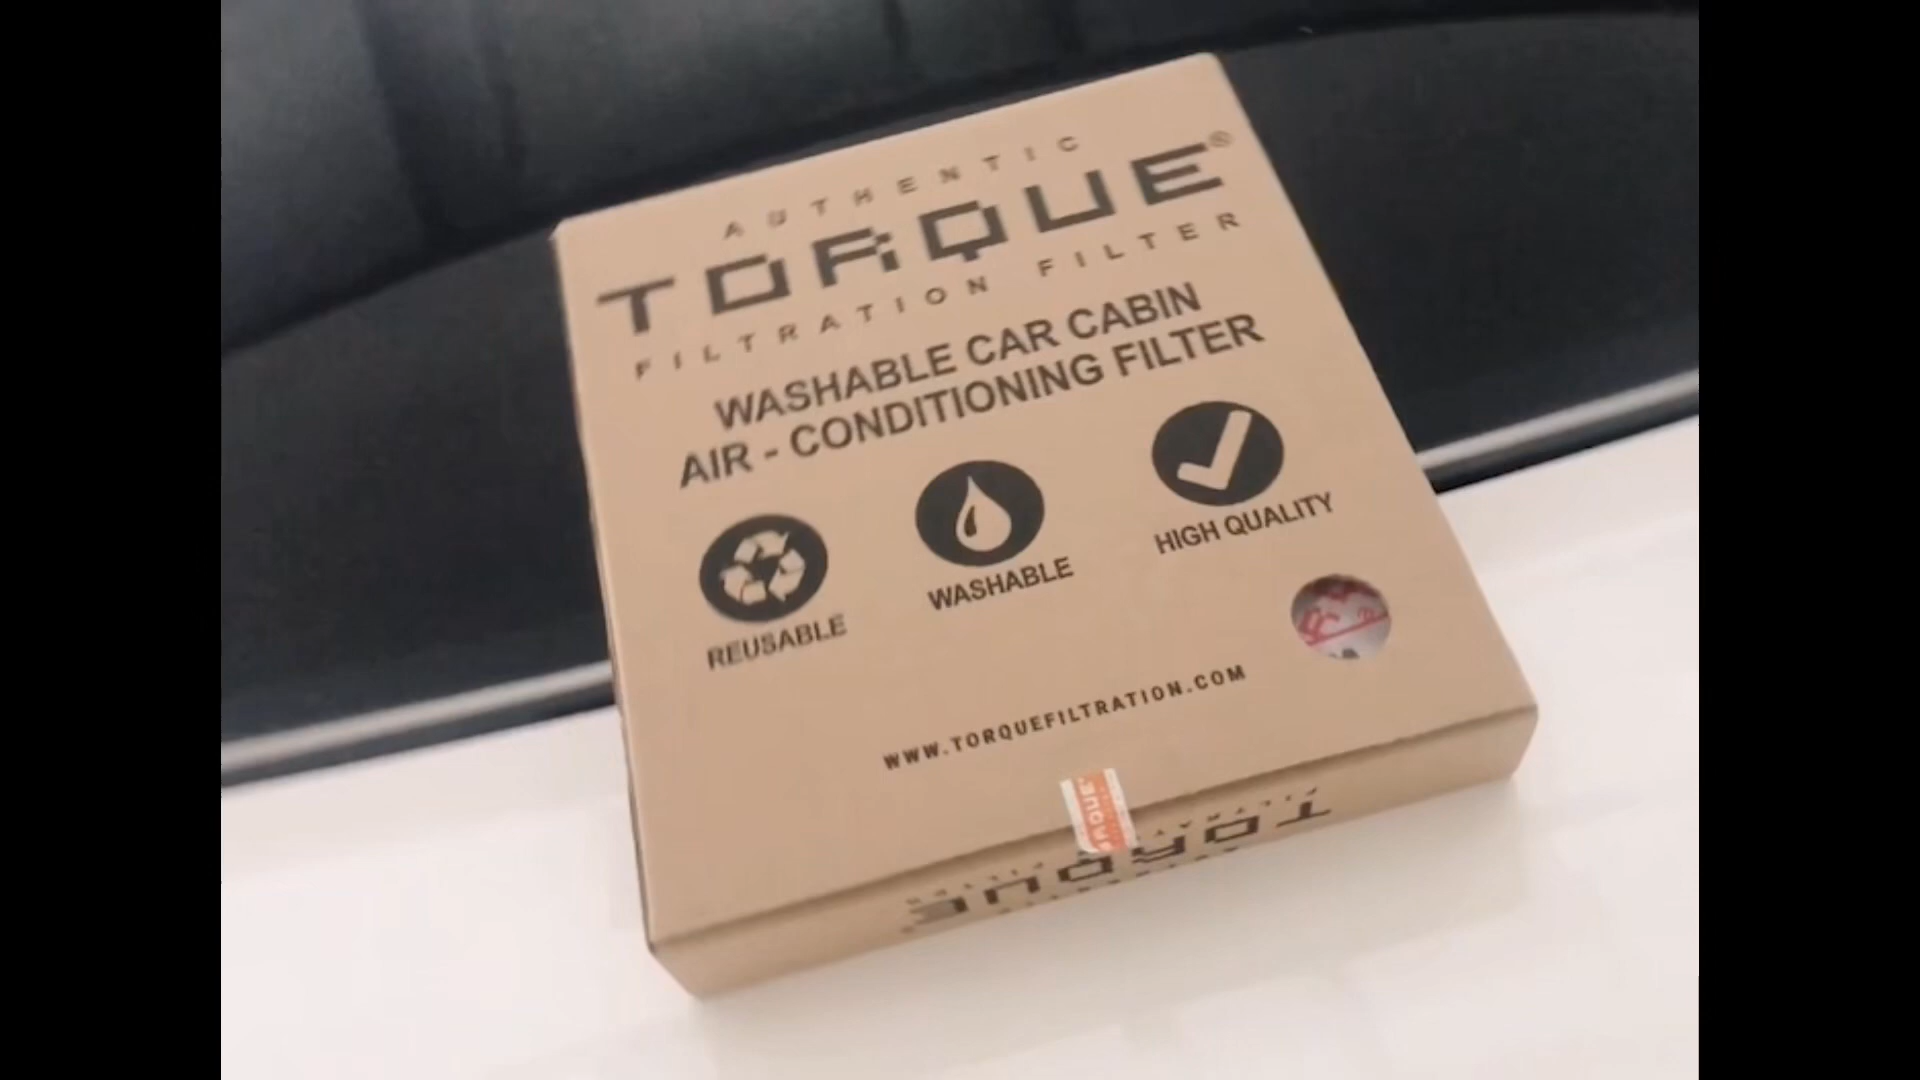 AUTHENTIC
TORQUE®
FILTRATION FILTER
WASHABLE CAR CABIN
AIR - CONDITIONING FILTER
REUSABLE
WASHABLE
HIGH QUALITY
WWW.TORQUEFILTRATION.COM
TORQUE